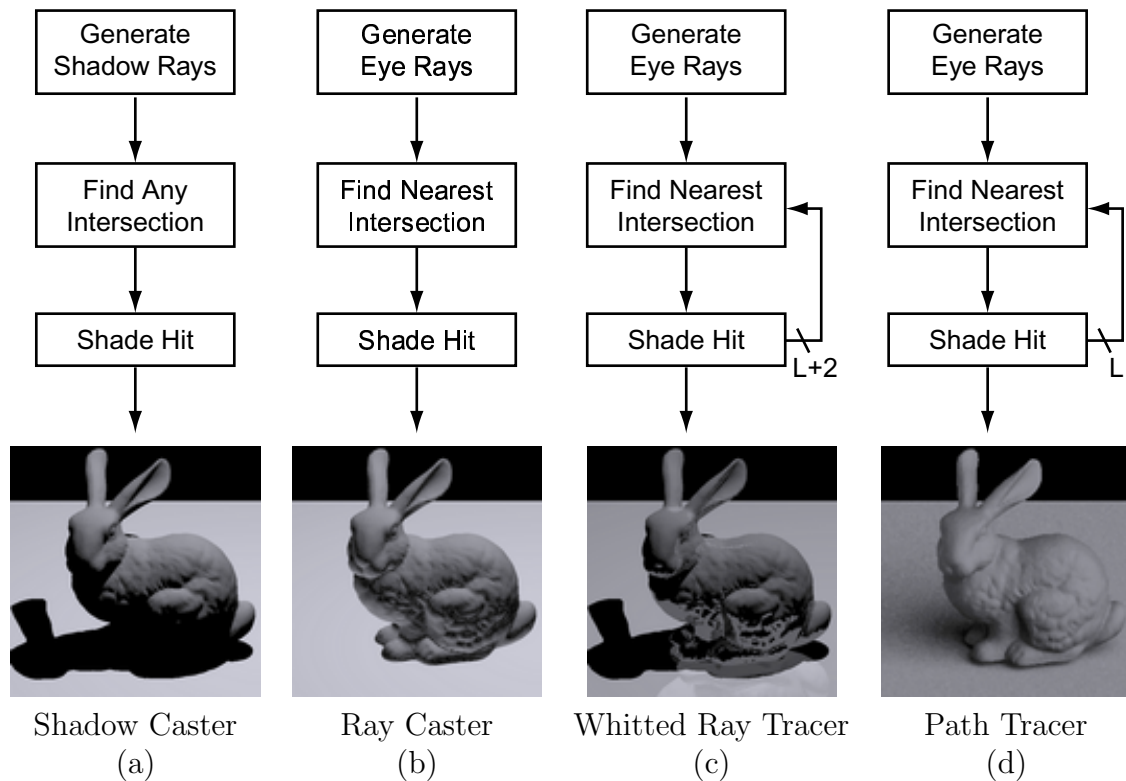 Generate
Shadow Rays
Find Any
Intersection
Shade Hit
Shadow Caster
(a)
Generate
Eye Rays
Find Nearest
Intersection
Shade Hit
Ray Caster
(b)
Generate
Eye Rays
Find Nearest
Intersection
Shade Hit
L+2
Whitted Ray Tracer
(c)
Generate
Eye Rays
Find Nearest
Intersection
Shade Hit
L
Path Tracer
(d)